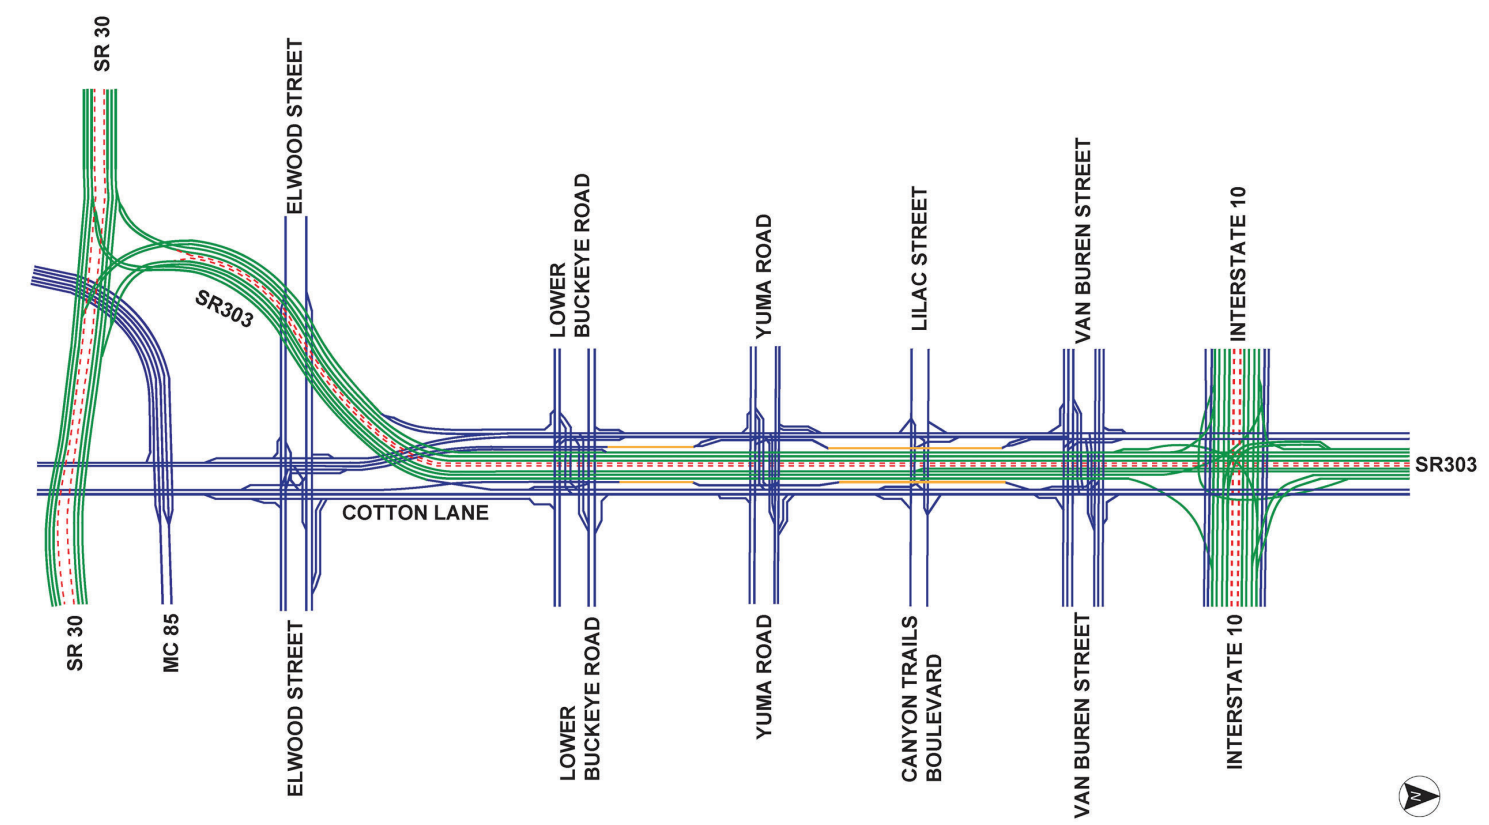 SR 30
ELWOOD STREET
LOWER
BUCKEYE ROAD
YUMA ROAD
LILAC STREET
VAN BUREN STREET
INTERSTATE 10
SR303
SR303
COTTON LANE
SR 30
MC 85
ELWOOD STREET
LOWER
BUCKEYE ROAD
YUMA ROAD
CANYON TRAILS
BOULEVARD
VAN BUREN STREET
INTERSTATE 10
N